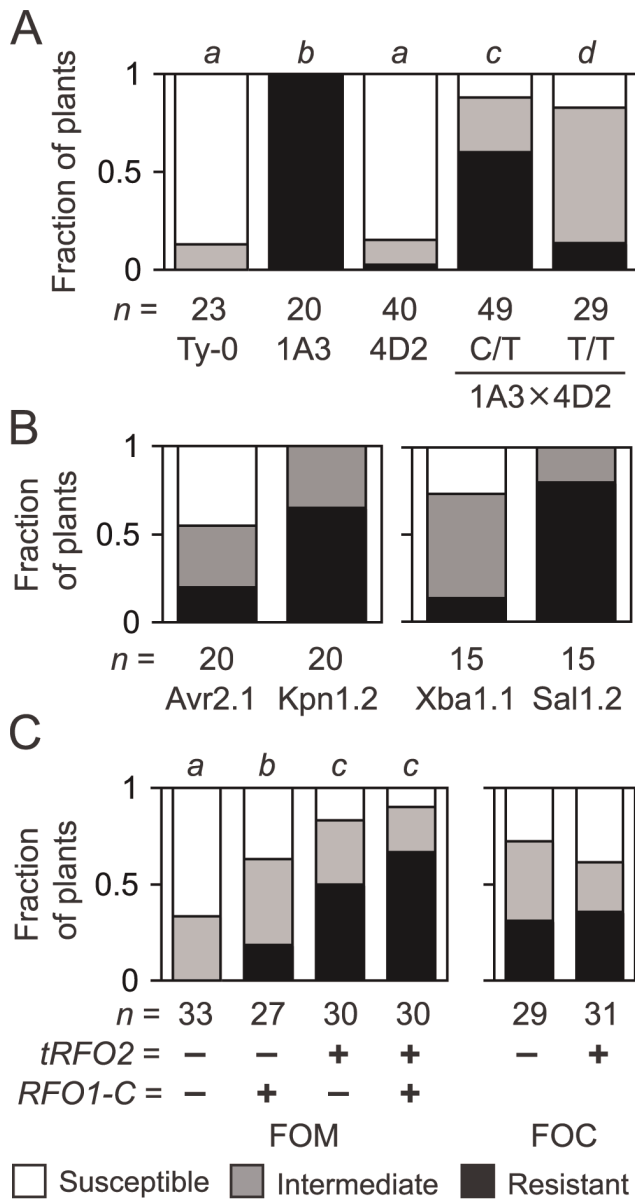 A
a b a c d
Fraction of plants
1
0.5
0
n = 23 20 40 49 29
Ty-0 1A3 4D2 C/T T/T
1A3×4D2
B
Fraction of plants
1
0.5
0
n = 20 20 15 15
Avr2.1 Kpn1.2 Xba1.1 Sal1.2
C
a b c c
Fraction of plants
1
0.5
0
n = 33 27 30 30 29 31
tRFO2 = − − + + − +
RFO1-C = − + − +
FOM FOC
Susceptible Intermediate Resistant